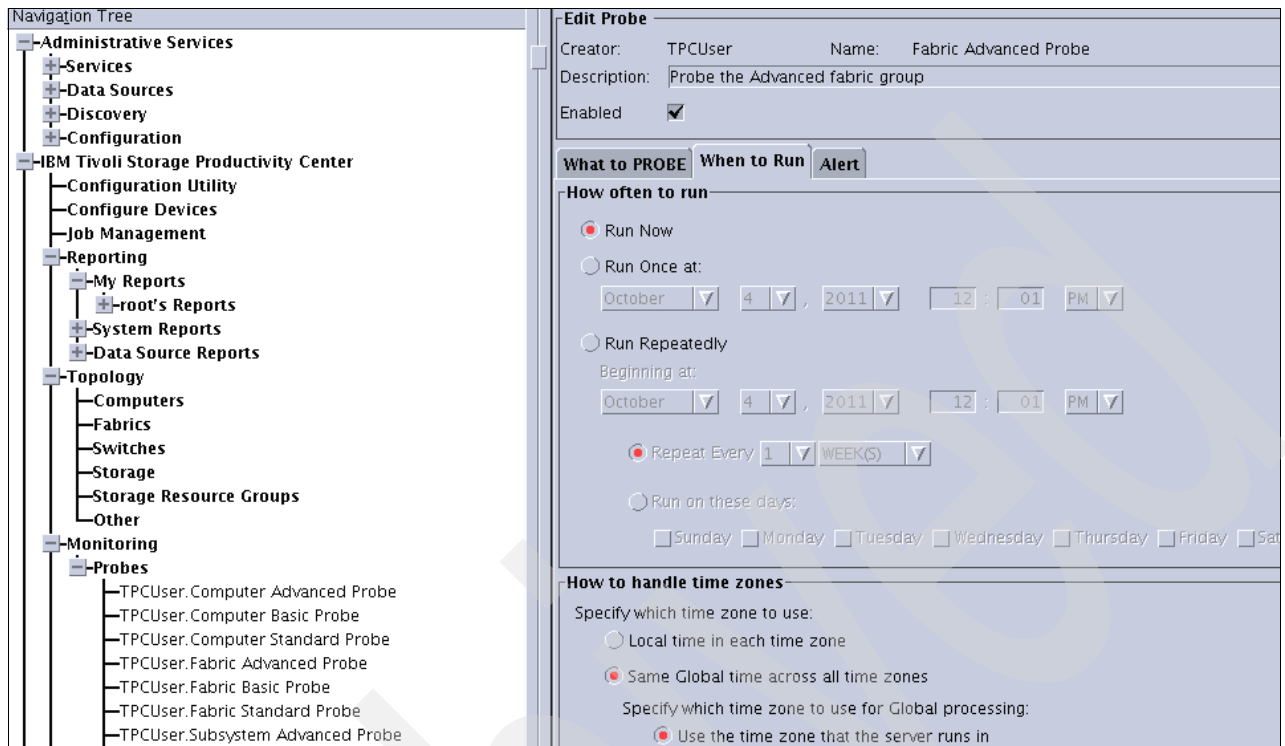 Navigation Tree
Administrative Services
Services
Data Sources
Discovery
Configuration
IBM Tivoli Storage Productivity Center
Configuration Utility
Configure Devices
Job Management
Reporting
My Reports
root's Reports
System Reports
Data Source Reports
Topology
Computers
Fabrics
Switches
Storage
Storage Resource Groups
Other
Monitoring
Probes
TPCUser.Computer Advanced Probe
TPCUser.Computer Basic Probe
TPCUser.Computer Standard Probe
TPCUser.Fabric Advanced Probe
TPCUser.Fabric Basic Probe
TPCUser.Fabric Standard Probe
TPCUser.Subsystem Advanced Probe
Edit Probe
Creator: TPCUser Name: Fabric Advanced Probe
Description: Probe the Advanced fabric group
Enabled
What to PROBE When to Run Alert
How often to run
Run Now
Run Once at:
October 4 , 2011 12 : 01 PM
Run Repeatedly
Beginning at:
October 4 , 2011 12 : 01 PM
Repeat Every 1 WEEK(S)
Run on these days:
Sunday Monday Tuesday Wednesday Thursday Friday Sat
How to handle time zones
Specify which time zone to use:
Local time in each time zone
Same Global time across all time zones
Specify which time zone to use for Global processing:
Use the time zone that the server runs in